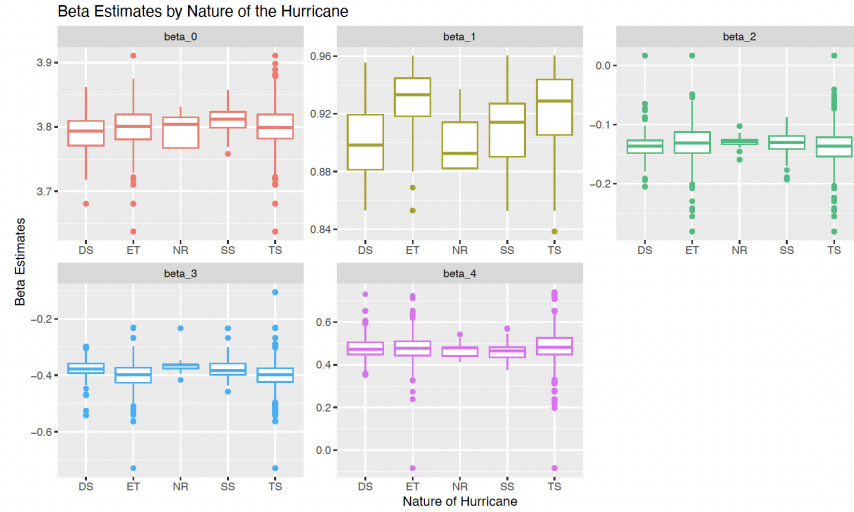 Beta Estimates by Nature of the Hurricane
beta_0
beta_1
beta_2
3.9
3.8
3.7
0.96
0.92
0.88
0.84
0.0
−0.1
−0.2
DS ET NR SS TS
DS ET NR SS TS
DS ET NR SS TS
Beta Estimates
beta_3
beta_4
−0.2
−0.4
−0.6
0.6
0.4
0.2
0.0
DS ET NR SS TS
DS ET NR SS TS
Nature of Hurricane